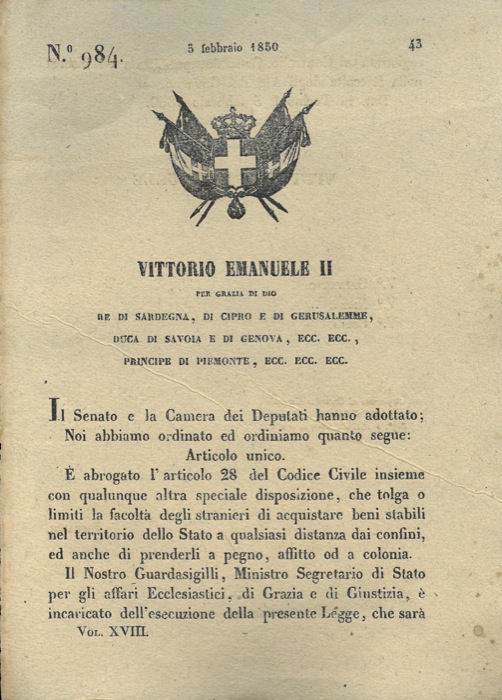 N.º 984.
5 febbraio 1850
43
VITTORIO EMANUELE II
PER GRAZIA DI DIO
RE DI SARDEGNA, DI CIPRO E DI GERUSALEMME,
DUCA DI SAVOIA E DI GENOVA, ECC. ECC.,
PRINCIPE DI PIEMONTE, ECC. ECC. ECC.
Il Senato e la Camera dei Deputati hanno adottato;
Noi abbiamo ordinato ed ordiniamo quanto segue:
Articolo unico.
È abrogato l'articolo 28 del Codice Civile insieme
con qualunque altra speciale disposizione, che tolga o
limiti la facoltà degli stranieri di acquistare beni stabili
nel territorio dello Stato a qualsiasi distanza dai confini,
ed anche di prenderli a pegno, affitto od a colonia.
Il Nostro Guardasigilli, Ministro Segretario di Stato
per gli affari Ecclesiastici, di Grazia e di Giustizia, è
incaricato dell'esecuzione della presente Légge, che sarà
VOL. XVIII.